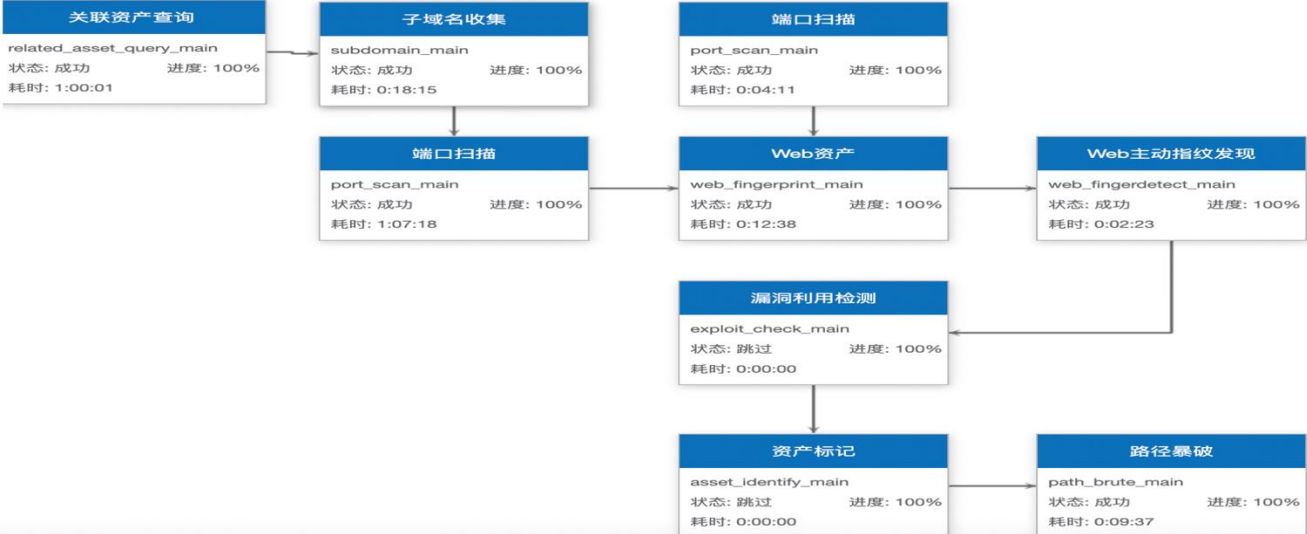 关联资产查询
related_asset_query_main
状态: 成功 进度: 100%
耗时: 1:00:01
子域名收集
subdomain_main
状态: 成功 进度: 100%
耗时: 0:18:15
端口扫描
port_scan_main
状态: 成功 进度: 100%
耗时: 0:04:11
端口扫描
port_scan_main
状态: 成功 进度: 100%
耗时: 1:07:18
Web资产
web_fingerprint_main
状态: 成功 进度: 100%
耗时: 0:12:38
Web主动指纹发现
web_fingerdetect_main
状态: 成功 进度: 100%
耗时: 0:02:23
漏洞利用检测
exploit_check_main
状态: 跳过 进度: 100%
耗时: 0:00:00
资产标记
asset_identify_main
状态: 跳过 进度: 100%
耗时: 0:00:00
路径暴破
path_brute_main
状态: 成功 进度: 100%
耗时: 0:09:37